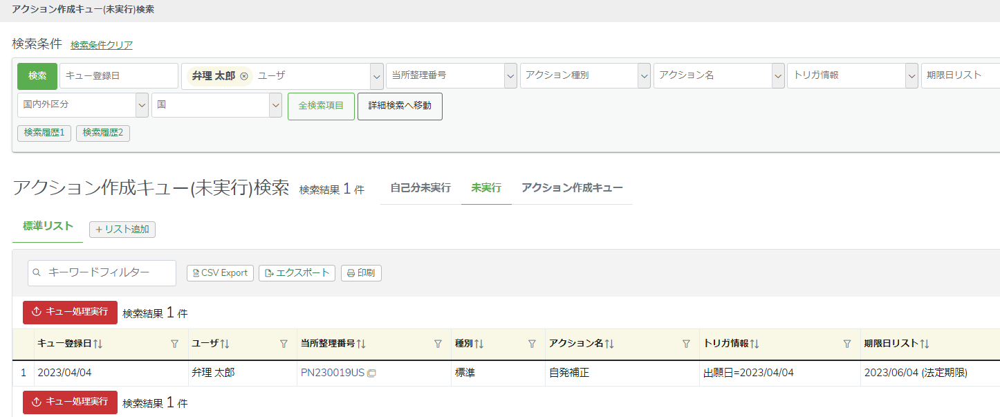 アクション作成キュー(未実行)検索
検索条件 検索条件クリア
検索 キュー登録日 弁理 太郎 ユーザ 当所整理番号 アクション種別 アクション名 トリガ情報 期限日リスト
国内外区分 国 全検索項目 詳細検索へ移動
検索履歴1 検索履歴2
アクション作成キュー(未実行)検索 検索結果 1 件 自己分未実行 未実行 アクション作成キュー
標準リスト + リスト追加
キーワードフィルター CSV Export エクスポート 印刷
キュー処理実行 検索結果 1 件
キュー登録日 ユーザ 当所整理番号 種別 アクション名 トリガ情報 期限日リスト
1 2023/04/04 弁理 太郎 PN230019US 標準 自発補正 出願日=2023/04/04 2023/06/04 (法定期限)
キュー処理実行 検索結果 1 件